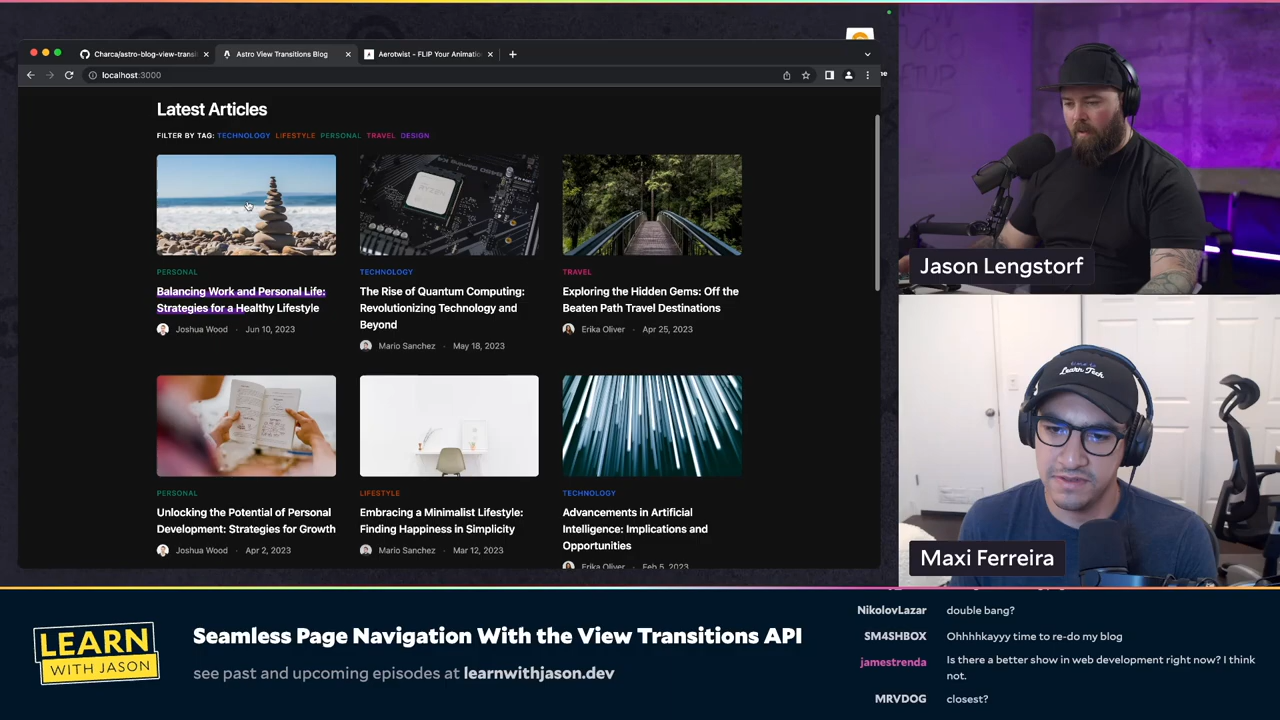 Charca/astro-blog-view-transi
Astro View Transitions Blog
Aerotwist - FLIP Your Animatio
localhost:3000
Latest Articles
FILTER BY TAG: TECHNOLOGY LIFESTYLE PERSONAL TRAVEL DESIGN
PERSONAL
Balancing Work and Personal Life:
Strategies for a Healthy Lifestyle
Joshua Wood · Jun 10, 2023
TECHNOLOGY
The Rise of Quantum Computing:
Revolutionizing Technology and
Beyond
Mario Sanchez · May 18, 2023
TRAVEL
Exploring the Hidden Gems: Off the
Beaten Path Travel Destinations
Erika Oliver · Apr 25, 2023
PERSONAL
Unlocking the Potential of Personal
Development: Strategies for Growth
Joshua Wood · Apr 2, 2023
LIFESTYLE
Embracing a Minimalist Lifestyle:
Finding Happiness in Simplicity
Mario Sanchez · Mar 12, 2023
TECHNOLOGY
Advancements in Artificial
Intelligence: Implications and
Opportunities
Erika Oliver · Feb 5, 2023
Jason Lengstorf
Learn Tech
Maxi Ferreira
LEARN
WITH JASON
Seamless Page Navigation With the View Transitions API
see past and upcoming episodes at learnwithjason.dev
NikolovLazar double bang?
SM4SHBOX Ohhhhkayyy time to re-do my blog
jamestrenda Is there a better show in web development right now? I think
not.
MRVDOG closest?